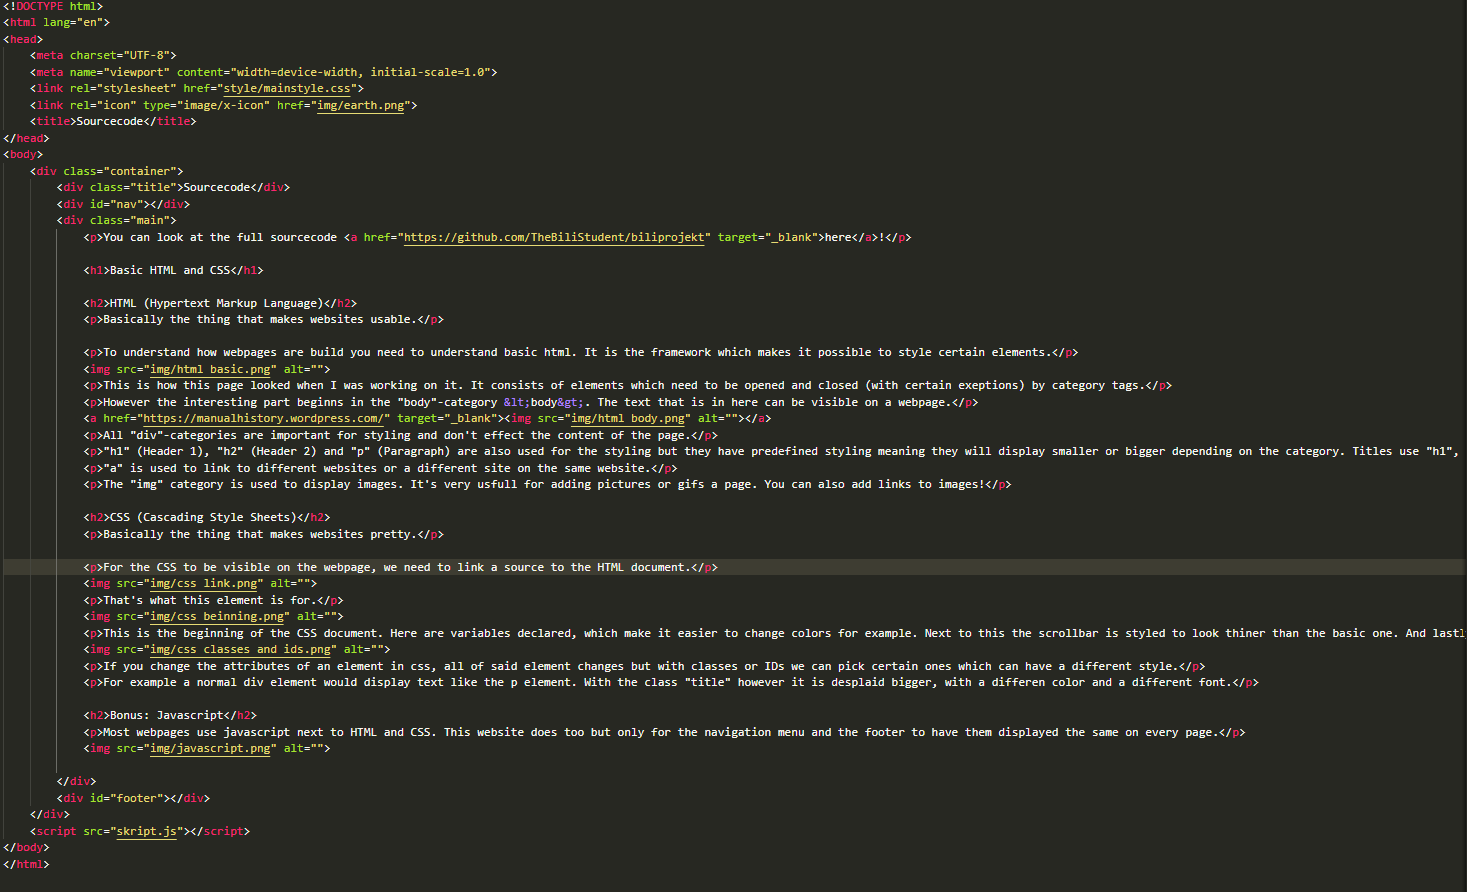 <!DOCTYPE html>
<html lang="en">
<head>
<meta charset="UTF-8">
<meta name="viewport" content="width=device-width, initial-scale=1.0">
<link rel="stylesheet" href="style/mainstyle.css">
<link rel="icon" type="image/x-icon" href="img/earth.png">
<title>Sourcecode</title>
</head>
<body>
<div class="container">
<div class="title">Sourcecode</div>
<div id="nav"></div>
<div class="main">
<p>You can look at the full sourcecode <a href="https://github.com/TheBiliStudent/biliprojekt" target="_blank">here</a>!</p>
<h1>Basic HTML and CSS</h1>
<h2>HTML (Hypertext Markup Language)</h2>
<p>Basically the thing that makes websites usable.</p>
<p>To understand how webpages are build you need to understand basic html. It is the framework which makes it possible to style certain elements.</p>
<img src="img/html basic.png" alt="">
<p>This is how this page looked when I was working on it. It consists of elements which need to be opened and closed (with certain exeptions) by category tags.</p>
<p>However the interesting part beginns in the "body"-category &lt;body&gt;. The text that is in here can be visible on a webpage.</p>
<a href="https://manualhistory.wordpress.com/" target="_blank"><img src="img/html body.png" alt=""></a>
<p>All "div"-categories are important for styling and don't effect the content of the page.</p>
<p>"h1" (Header 1), "h2" (Header 2) and "p" (Paragraph) are also used for the styling but they have predefined styling meaning they will display smaller or bigger depending on the category. Titles use "h1",
<p>"a" is used to link to different websites or a different site on the same website.</p>
<p>The "img" category is used to display images. It's very usfull for adding pictures or gifs a page. You can also add links to images!</p>
<h2>CSS (Cascading Style Sheets)</h2>
<p>Basically the thing that makes websites pretty.</p>
<p>For the CSS to be visible on the webpage, we need to link a source to the HTML document.</p>
<img src="img/css link.png" alt="">
<p>That's what this element is for.</p>
<img src="img/css beinning.png" alt="">
<p>This is the beginning of the CSS document. Here are variables declared, which make it easier to change colors for example. Next to this the scrollbar is styled to look thiner than the basic one. And lastl
<img src="img/css classes and ids.png" alt="">
<p>If you change the attributes of an element in css, all of said element changes but with classes or IDs we can pick certain ones which can have a different style.</p>
<p>For example a normal div element would display text like the p element. With the class "title" however it is desplaid bigger, with a differen color and a different font.</p>
<h2>Bonus: Javascript</h2>
<p>Most webpages use javascript next to HTML and CSS. This website does too but only for the navigation menu and the footer to have them displayed the same on every page.</p>
<img src="img/javascript.png" alt="">
</div>
<div id="footer"></div>
</div>
<script src="skript.js"></script>
</body>
</html>